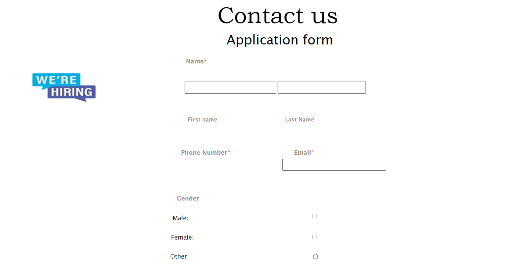 Contact us
Application form
Name*
WE'RE
HIRING
First name Last Name
Phone Number* Email*
Gender
Male:
Female:
Other